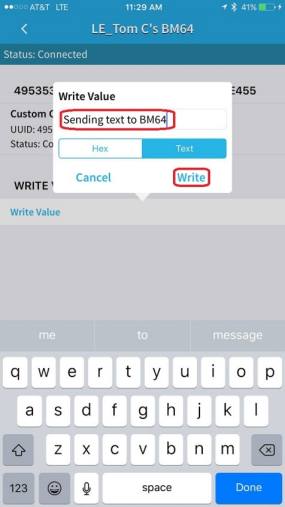 AT&T LTE 11:29 AM 41%
LE_Tom C's BM64
Status: Connected
495353 E455
Write Value
Custom C
Sending text to BM64
UUID: 495
Status: Co
Hex Text
Cancel Write
WRITE
Write Value
me to message
q w e r t y u i o p
a s d f g h j k l
z x c v b n m
123 space Done